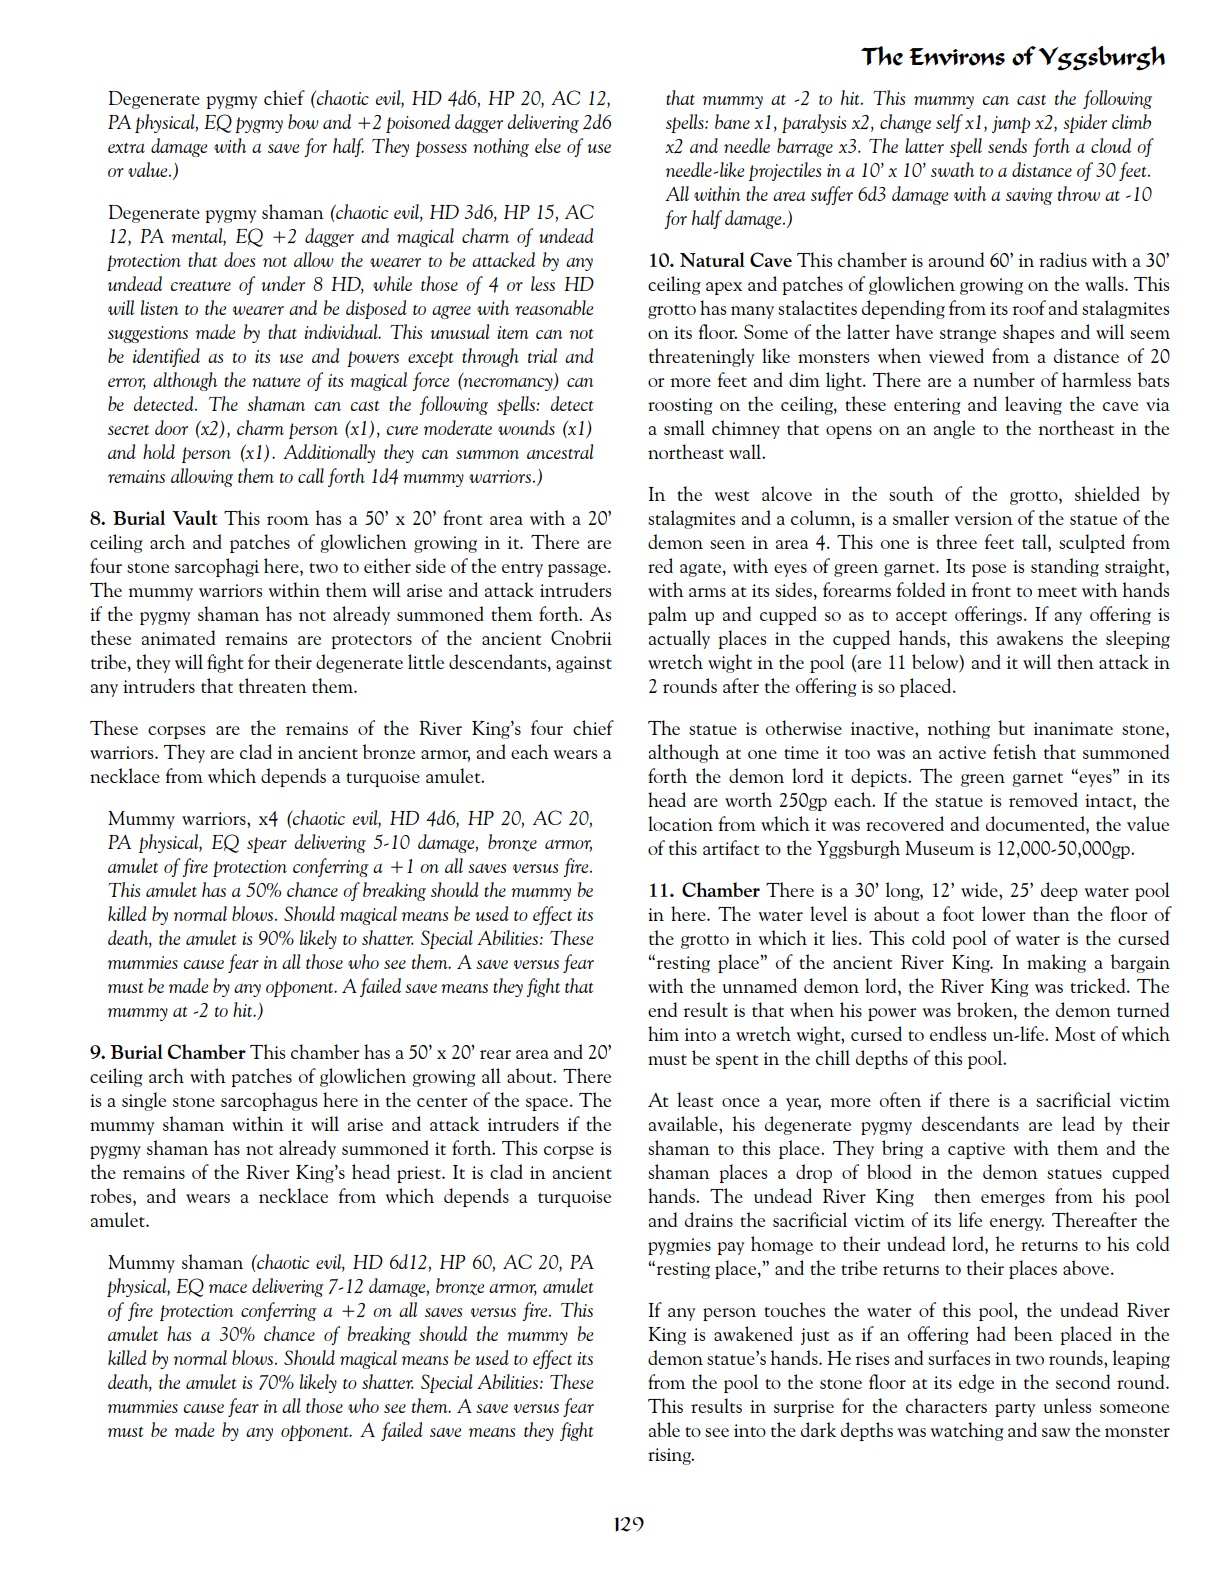 The Environs of Yggsburgh
Degenerate pygmy chief (chaotic evil, HD 4d6, HP 20, AC 12,
PA physical, EQ pygmy bow and +2 poisoned dagger delivering 2d6
extra damage with a save for half. They possess nothing else of use
or value.)
Degenerate pygmy shaman (chaotic evil, HD 3d6, HP 15, AC
12, PA mental, EQ +2 dagger and magical charm of undead
protection that does not allow the wearer to be attacked by any
undead creature of under 8 HD, while those of 4 or less HD
will listen to the wearer and be disposed to agree with reasonable
suggestions made by that individual. This unusual item can not
be identified as to its use and powers except through trial and
error, although the nature of its magical force (necromancy) can
be detected. The shaman can cast the following spells: detect
secret door (x2), charm person (x1), cure moderate wounds (x1)
and hold person (x1). Additionally they can summon ancestral
remains allowing them to call forth 1d4 mummy warriors.)
8. Burial Vault This room has a 50' x 20' front area with a 20'
ceiling arch and patches of glowlichen growing in it. There are
four stone sarcophagi here, two to either side of the entry passage.
The mummy warriors within them will arise and attack intruders
if the pygmy shaman has not already summoned them forth. As
these animated remains are protectors of the ancient Cnobrii
tribe, they will fight for their degenerate little descendants, against
any intruders that threaten them.
These corpses are the remains of the River King's four chief
warriors. They are clad in ancient bronze armor, and each wears a
necklace from which depends a turquoise amulet.
Mummy warriors, x4 (chaotic evil, HD 4d6, HP 20, AC 20,
PA physical, EQ spear delivering 5-10 damage, bronze armor,
amulet of fire protection conferring a +1 on all saves versus fire.
This amulet has a 50% chance of breaking should the mummy be
killed by normal blows. Should magical means be used to effect its
death, the amulet is 90% likely to shatter. Special Abilities: These
mummies cause fear in all those who see them. A save versus fear
must be made by any opponent. A failed save means they fight that
mummy at -2 to hit.)
9. Burial Chamber This chamber has a 50' x 20' rear area and 20'
ceiling arch with patches of glowlichen growing all about. There
is a single stone sarcophagus here in the center of the space. The
mummy shaman within it will arise and attack intruders if the
pygmy shaman has not already summoned it forth. This corpse is
the remains of the River King's head priest. It is clad in ancient
robes, and wears a necklace from which depends a turquoise
amulet.
Mummy shaman (chaotic evil, HD 6d12, HP 60, AC 20, PA
physical, EQ mace delivering 7-12 damage, bronze armor, amulet
of fire protection conferring a +2 on all saves versus fire. This
amulet has a 30% chance of breaking should the mummy be
killed by normal blows. Should magical means be used to effect its
death, the amulet is 70% likely to shatter. Special Abilities: These
mummies cause fear in all those who see them. A save versus fear
must be made by any opponent. A failed save means they fight
that mummy at -2 to hit. This mummy can cast the following
spells: bane x1, paralysis x2, change self x1, jump x2, spider climb
x2 and needle barrage x3. The latter spell sends forth a cloud of
needle-like projectiles in a 10' x 10' swath to a distance of 30 feet.
All within the area suffer 6d3 damage with a saving throw at -10
for half damage.)
10. Natural Cave This chamber is around 60' in radius with a 30'
ceiling apex and patches of glowlichen growing on the walls. This
grotto has many stalactites depending from its roof and stalagmites
on its floor. Some of the latter have strange shapes and will seem
threateningly like monsters when viewed from a distance of 20
or more feet and dim light. There are a number of harmless bats
roosting on the ceiling, these entering and leaving the cave via
a small chimney that opens on an angle to the northeast in the
northeast wall.
In the west alcove in the south of the grotto, shielded by
stalagmites and a column, is a smaller version of the statue of the
demon seen in area 4. This one is three feet tall, sculpted from
red agate, with eyes of green garnet. Its pose is standing straight,
with arms at its sides, forearms folded in front to meet with hands
palm up and cupped so as to accept offerings. If any offering is
actually places in the cupped hands, this awakens the sleeping
wretch wight in the pool (are 11 below) and it will then attack in
2 rounds after the offering is so placed.
The statue is otherwise inactive, nothing but inanimate stone,
although at one time it too was an active fetish that summoned
forth the demon lord it depicts. The green garnet “eyes” in its
head are worth 250gp each. If the statue is removed intact, the
location from which it was recovered and documented, the value
of this artifact to the Yggsburgh Museum is 12,000-50,000gp.
11. Chamber There is a 30' long, 12' wide, 25' deep water pool
in here. The water level is about a foot lower than the floor of
the grotto in which it lies. This cold pool of water is the cursed
“resting place” of the ancient River King. In making a bargain
with the unnamed demon lord, the River King was tricked. The
end result is that when his power was broken, the demon turned
him into a wretch wight, cursed to endless un-life. Most of which
must be spent in the chill depths of this pool.
At least once a year, more often if there is a sacrificial victim
available, his degenerate pygmy descendants are lead by their
shaman to this place. They bring a captive with them and the
shaman places a drop of blood in the demon statues cupped
hands. The undead River King then emerges from his pool
and drains the sacrificial victim of its life energy. Thereafter the
pygmies pay homage to their undead lord, he returns to his cold
“resting place,” and the tribe returns to their places above.
If any person touches the water of this pool, the undead River
King is awakened just as if an offering had been placed in the
demon statue's hands. He rises and surfaces in two rounds, leaping
from the pool to the stone floor at its edge in the second round.
This results in surprise for the characters party unless someone
able to see into the dark depths was watching and saw the monster
rising.
129